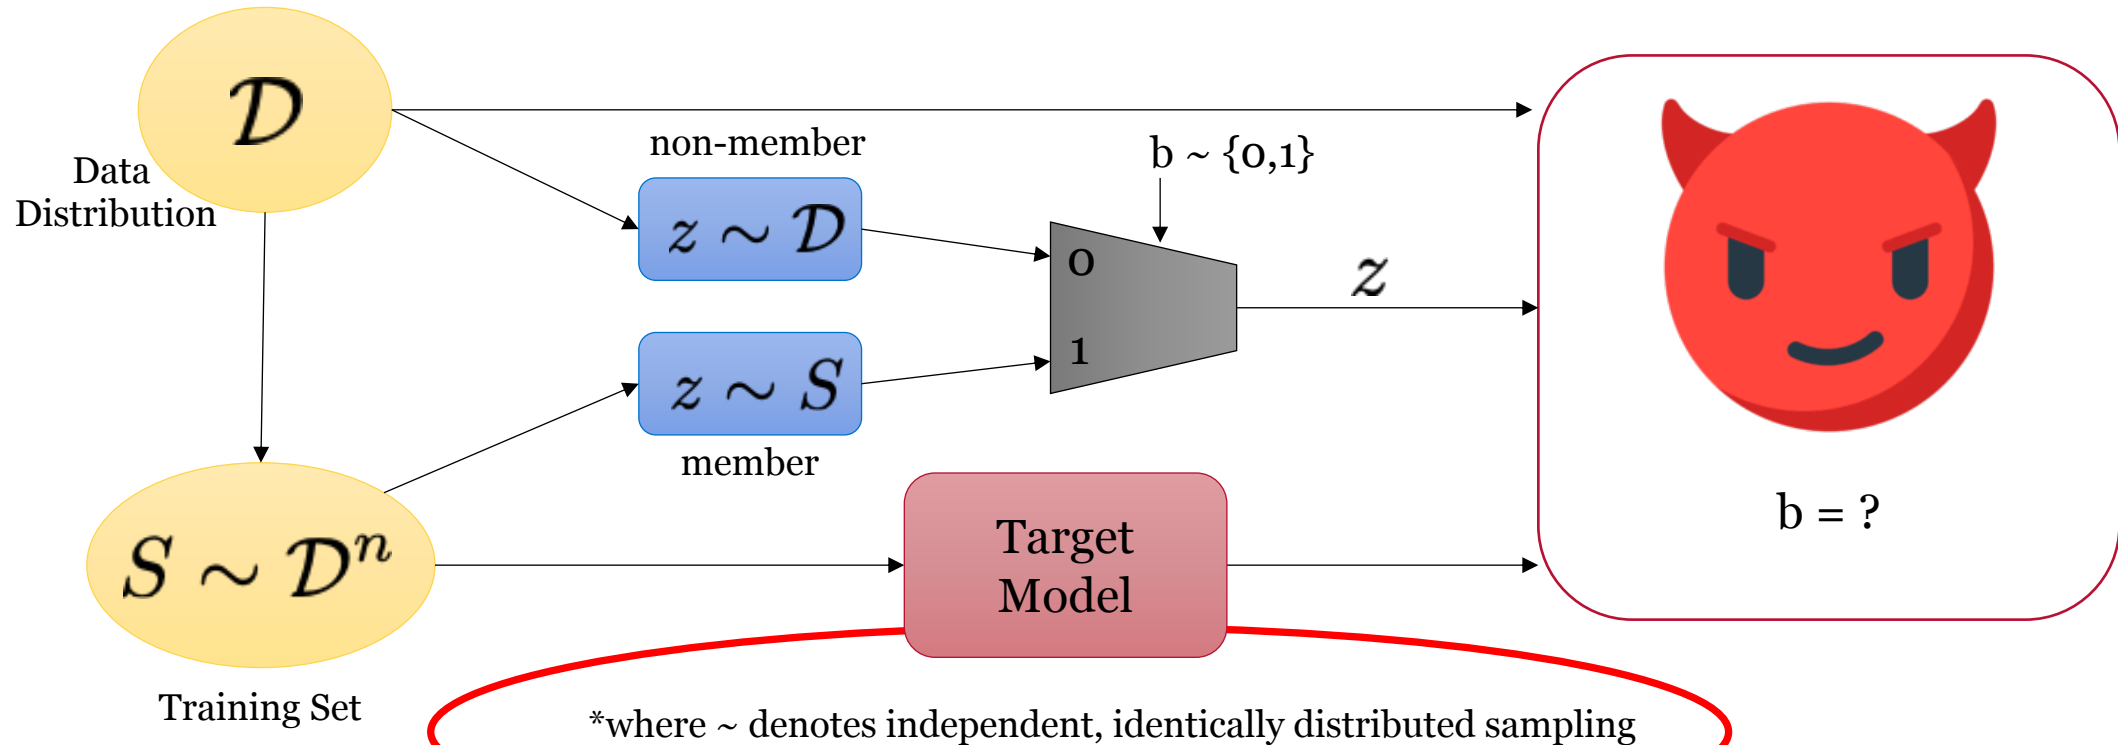 𝒟
Data
Distribution
non-member
z ∼ 𝒟
b ~ {0,1}
0
1
z
z ∼ S
member
S ∼ 𝒟ⁿ
Training Set
Target
Model
b = ?
*where ~ denotes independent, identically distributed sampling